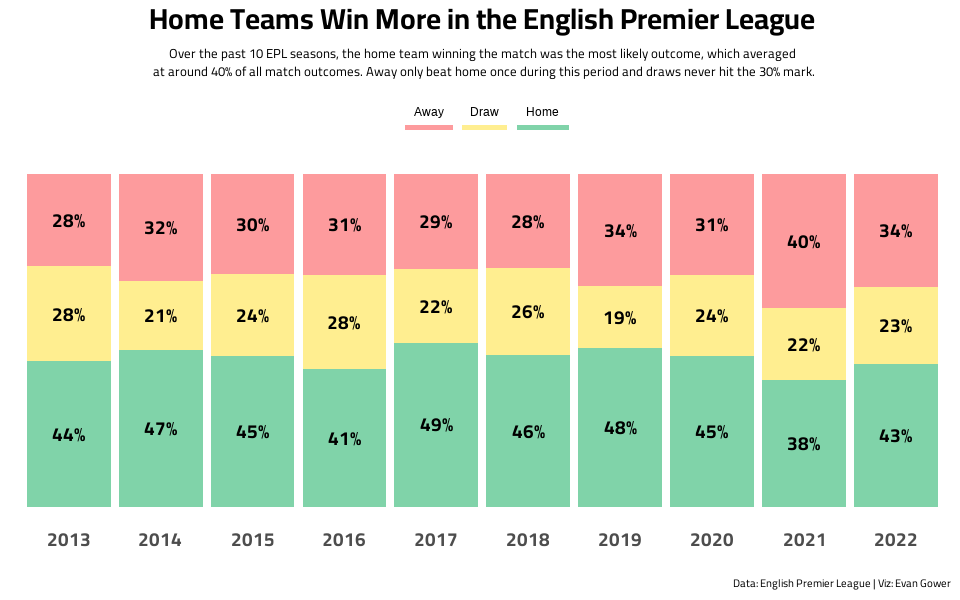 Home Teams Win More in the English Premier League
Over the past 10 EPL seasons, the home team winning the match was the most likely outcome, which averaged
at around 40% of all match outcomes. Away only beat home once during this period and draws never hit the 30% mark.
Away Draw Home
28% 32% 30% 31% 29% 28% 34% 31% 40% 34%
28% 21% 24% 28% 22% 26% 19% 24% 22% 23%
44% 47% 45% 41% 49% 46% 48% 45% 38% 43%
2013 2014 2015 2016 2017 2018 2019 2020 2021 2022
Data: English Premier League | Viz: Evan Gower